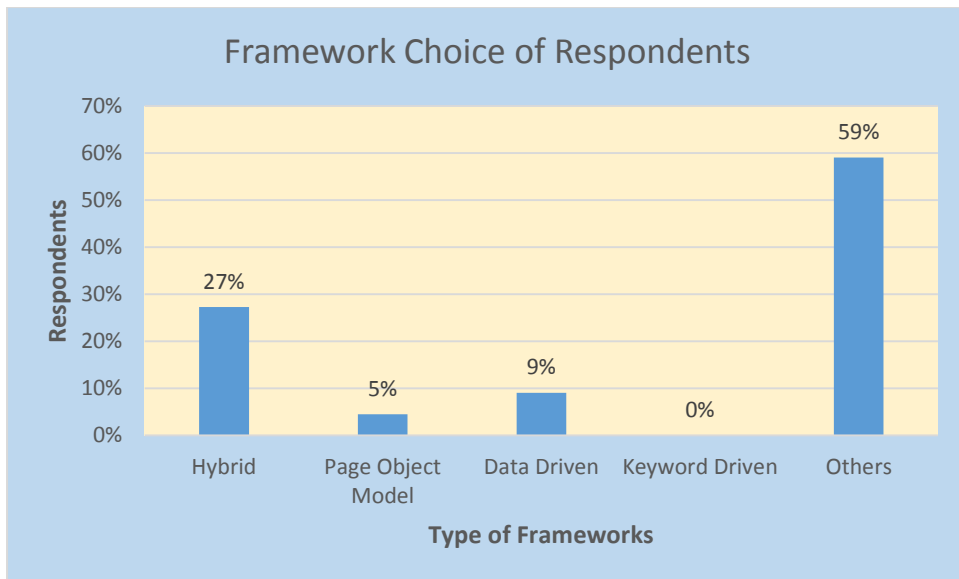 Framework Choice of Respondents
70%
60%
50%
40%
30%
20%
10%
0%
Respondents
27%
5%
9%
0%
59%
Hybrid
Page Object
Model
Data Driven
Keyword Driven
Others
Type of Frameworks